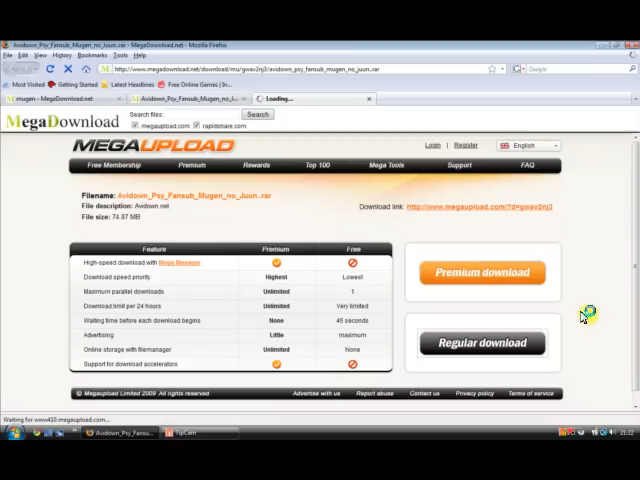 Avidown_Psy_Fansub_Mugen_no_Juun..rar - MegaDownload.net - Mozilla Firefox
File Edit View History Bookmarks Tools Help
http://www.megadownload.net/download/mu/gwav2nj3/avidown_psy_fansub_mugen_no_juun_.rar
Google
Most Visited Getting Started Latest Headlines Free Online Games |...
mugen - MegaDownload.net
Avidown_Psy_Fansub_Mugen_no_J...
Loading...
MegaDownload
Search files:
Search
megaupload.com rapidshare.com
MEGAUPLOAD
Login | Register
English
Free Membership Premium Rewards Top 100 Mega Tools Support FAQ
Filename: Avidown_Psy_Fansub_Mugen_no_Juun..rar
File description: Avidown.net
File size: 74.87 MB
Download link: http://www.megaupload.com/?d=gwav2nj3
Feature Premium Free
High-speed download with Mega Manager
Download speed priority Highest Lowest
Maximum parallel downloads Unlimited 1
Download limit per 24 hours Unlimited Very limited
Waiting time before each download begins None 45 seconds
Advertising Little maximum
Online storage with filemanager Unlimited None
Support for download accelerators
Premium download
Regular download
© Megaupload Limited 2009 All rights reserved
Advertise with us Report abuse Contact us Privacy policy Terms of service
Waiting for www410.megaupload.com...
Avidown_Psy_Fansu...
TipCam
21:22